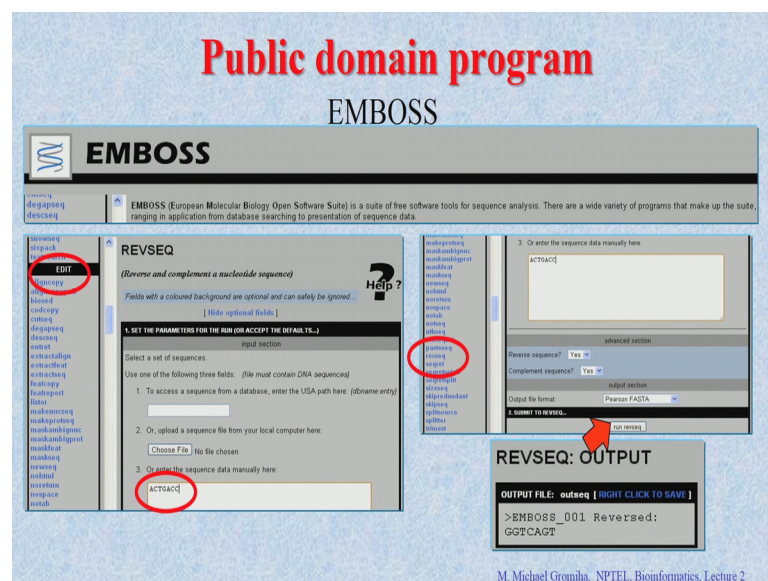 Public domain program
EMBOSS
EMBOSS
degapseq
descseq
EMBOSS (European Molecular Biology Open Software Suite) is a suite of free software tools for sequence analysis. There are a wide variety of programs that make up the suite,
ranging in application from database searching to presentation of sequence data.
showseq
sixpack
EDIT
aligncopy
biosed
codcopy
cutseq
degapseq
descseq
entret
extractalign
extractfeat
extractseq
featcopy
featreport
listor
makenucseq
makeprotseq
maskambignuc
maskambigprot
maskfeat
maskseq
newseq
nohtml
noreturn
nospace
notab
REVSEQ
(Reverse and complement a nucleotide sequence)
Help ?
Fields with a coloured background are optional and can safely be ignored...
[ Hide optional fields ]
1. SET THE PARAMETERS FOR THE RUN (OR ACCEPT THE DEFAULTS...)
input section
Select a set of sequences.
Use one of the following three fields: (file must contain DNA sequences)
1. To access a sequence from a database, enter the USA path here: (dbname:entry)
2. Or, upload a sequence file from your local computer here:
Choose File No file chosen
3. Or enter the sequence data manually here:
ACTGACC
makeprotseq
maskambignuc
maskambigprot
maskfeat
maskseq
newseq
nohtml
noreturn
nospace
notab
notseq
nthseq
pasteseq
revseq
seqret
sizeseq
skipredundant
skipseq
splitsource
splitter
trimest
3. Or enter the sequence data manually here:
ACTGACC
advanced section
Reverse sequence? Yes
Complement sequence? Yes
output section
Output file format: Pearson FASTA
2. SUBMIT TO REVSEQ...
run revseq
REVSEQ: OUTPUT
OUTPUT FILE: outseq [ RIGHT CLICK TO SAVE ]
>EMBOSS_001 Reversed:
GGTCAGT
M. Michael Gromiha, NPTEL, Bioinformatics, Lecture 2